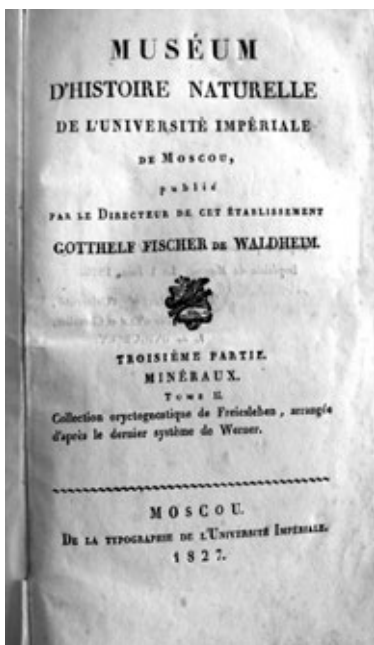 MUSÉUM
D'HISTOIRE NATURELLE
DE L'UNIVERSITÉ IMPÉRIALE
DE MOSCOU,
publié
PAR LE DIRECTEUR DE CET ÉTABLISSEMENT
GOTTHELF FISCHER DE WALDHEIM.
TROISIÈME PARTIE.
MINÉRAUX.
TOME II.
Collection oryctognostique de Freiesleben, arrangée
d'après le dernier système de Werner.
MOSCOU.
DE LA TYPOGRAPHIE DE L'UNIVERSITÉ IMPÉRIALE.
1827.